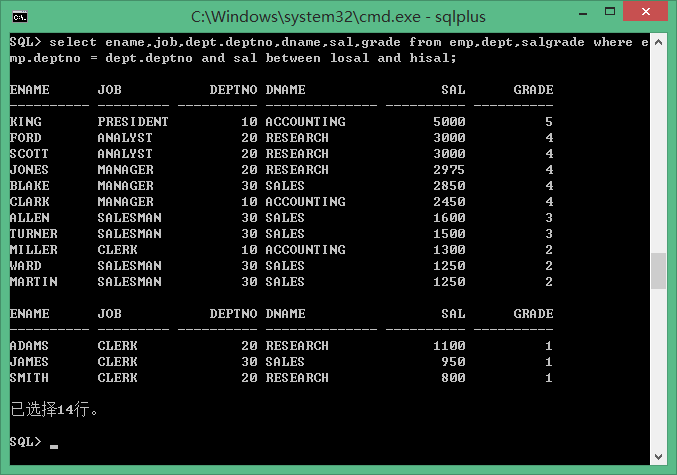 C:\Windows\system32\cmd.exe - sqlplus
SQL> select ename,job,dept.deptno,dname,sal,grade from emp,dept,salgrade where e
mp.deptno = dept.deptno and sal between losal and hisal;
ENAME      JOB           DEPTNO DNAME                 SAL      GRADE
---------- --------- ---------- -------------- ---------- ----------
KING       PRESIDENT         10 ACCOUNTING           5000          5
FORD       ANALYST           20 RESEARCH             3000          4
SCOTT      ANALYST           20 RESEARCH             3000          4
JONES      MANAGER           20 RESEARCH             2975          4
BLAKE      MANAGER           30 SALES                2850          4
CLARK      MANAGER           10 ACCOUNTING           2450          4
ALLEN      SALESMAN          30 SALES                1600          3
TURNER     SALESMAN          30 SALES                1500          3
MILLER     CLERK             10 ACCOUNTING           1300          2
WARD       SALESMAN          30 SALES                1250          2
MARTIN     SALESMAN          30 SALES                1250          2
ENAME      JOB           DEPTNO DNAME                 SAL      GRADE
---------- --------- ---------- -------------- ---------- ----------
ADAMS      CLERK             20 RESEARCH             1100          1
JAMES      CLERK             30 SALES                 950          1
SMITH      CLERK             20 RESEARCH              800          1
已选择14行。
SQL>